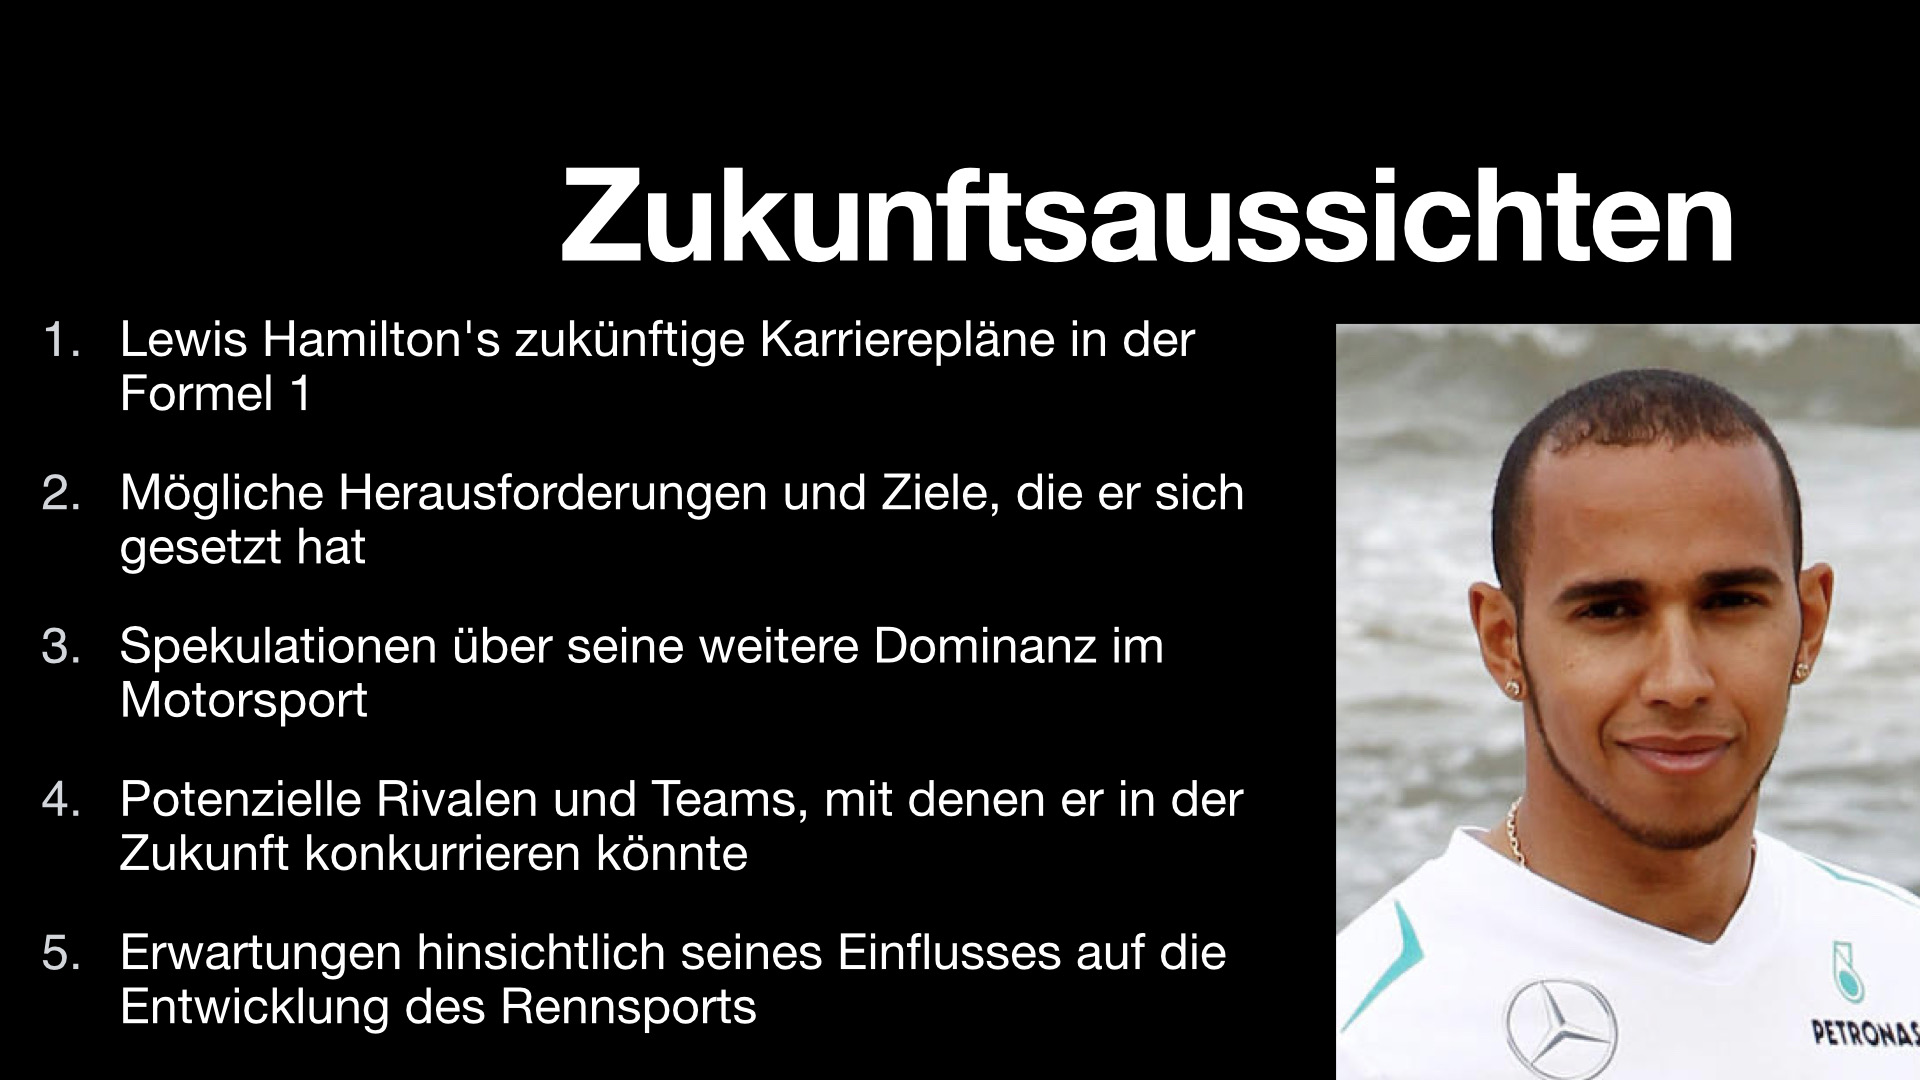 Zukunftsaussichten
1. Lewis Hamilton's zukünftige Karrierepläne in der
Formel 1
2. Mögliche Herausforderungen und Ziele, die er sich
gesetzt hat
3. Spekulationen über seine weitere Dominanz im
Motorsport
4. Potenzielle Rivalen und Teams, mit denen er in der
Zukunft konkurrieren könnte
5. Erwartungen hinsichtlich seines Einflusses auf die
Entwicklung des Rennsports
PETRONAS